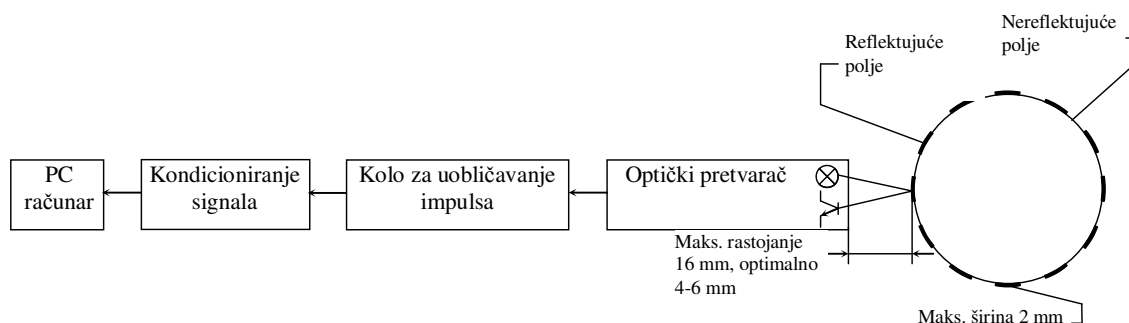 Nereflektujuće
polje
Reflektujuće
polje
PC
računar
Kondicioniranje
signala
Kolo za uobličavanje
impulsa
Optički pretvarač
Maks. rastojanje
16 mm, optimalno
4-6 mm
Maks. širina 2 mm